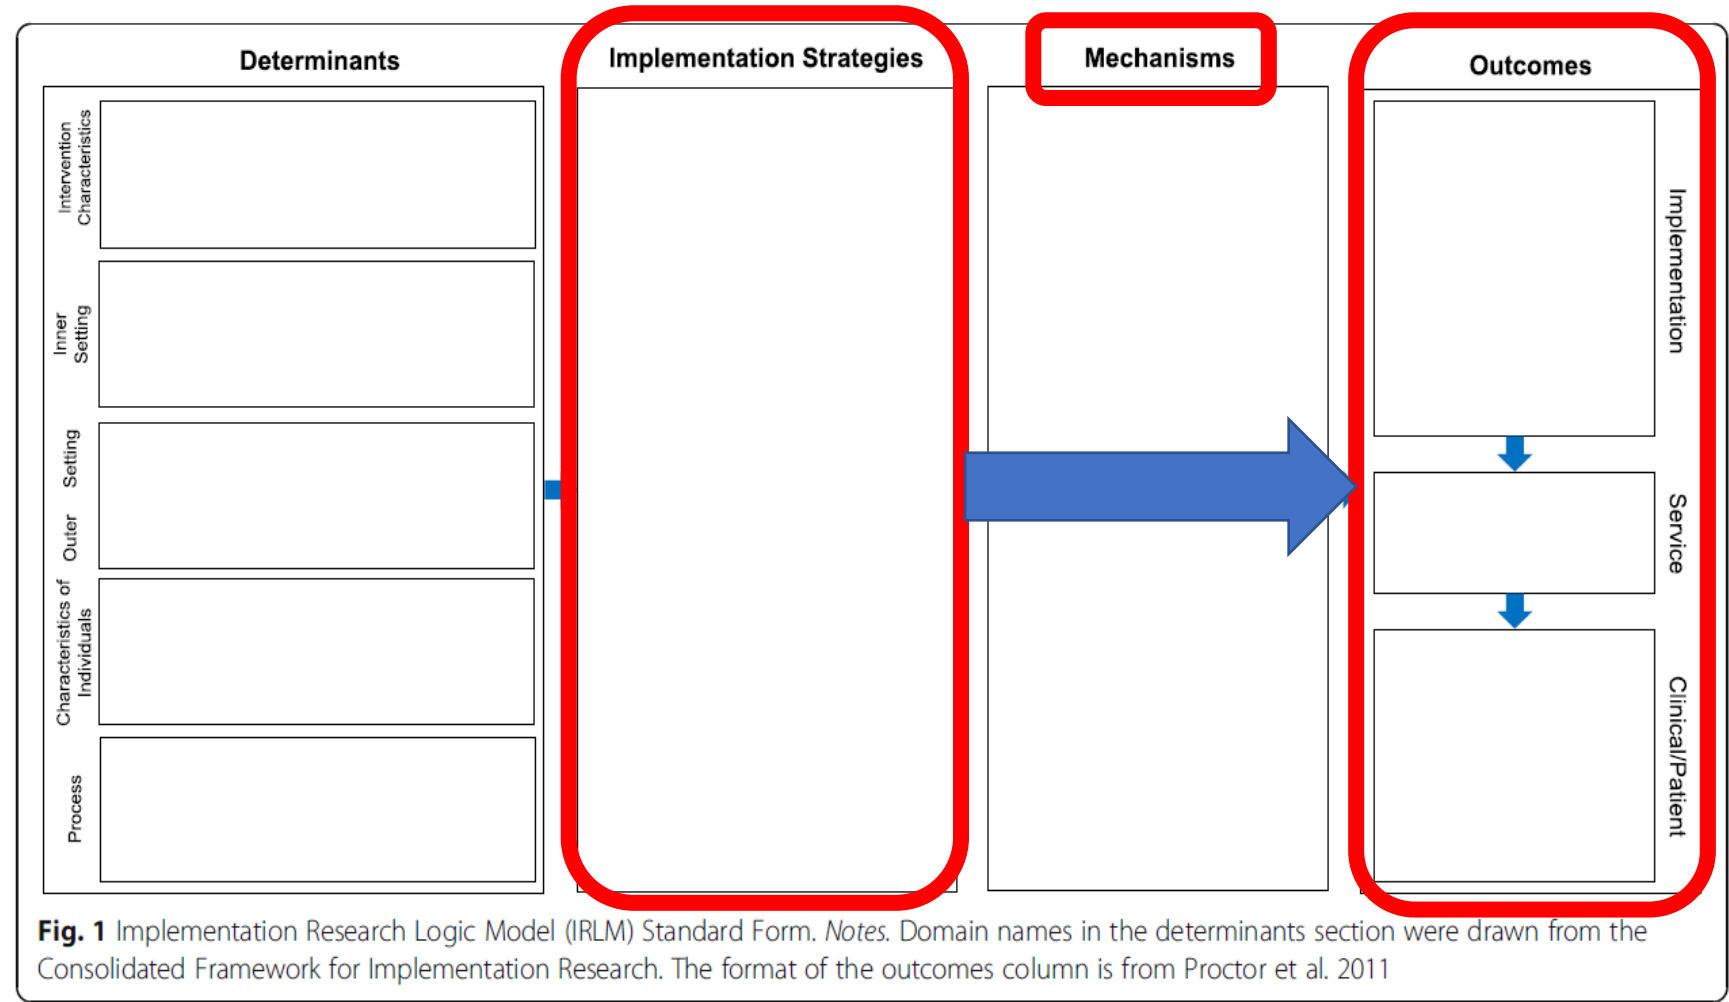 Determinants
Implementation Strategies
Mechanisms
Outcomes
Intervention
Characteristics
Inner
Setting
Outer Setting
Characteristics of
Individuals
Process
Implementation
Service
Clinical/Patient
Fig. 1 Implementation Research Logic Model (IRLM) Standard Form. Notes. Domain names in the determinants section were drawn from the
Consolidated Framework for Implementation Research. The format of the outcomes column is from Proctor et al. 2011